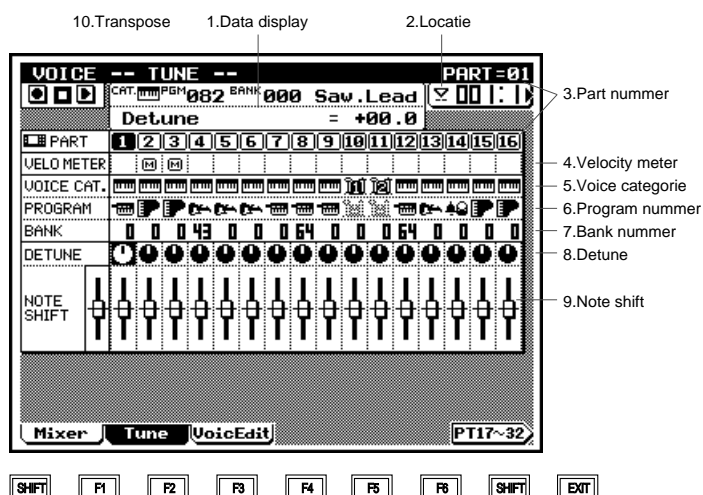 10.Transpose 1.Data display 2.Locatie
VOICE -- TUNE -- PART=01
CAT. PGM 082 BANK 000 Saw.Lead
Detune = +00.0
3.Part nummer
PART 1 2 3 4 5 6 7 8 9 10 11 12 13 14 15 16
VELO METER M M 4.Velocity meter
VOICE CAT. 1 2 5.Voice categorie
PROGRAM 6.Program nummer
BANK 0 0 0 43 0 0 0 64 0 0 0 64 0 0 0 0 7.Bank nummer
DETUNE 8.Detune
NOTE
SHIFT 9.Note shift
Mixer Tune VoicEdit PT17~32
SHIFT F1 F2 F3 F4 F5 F6 SHIFT EXIT